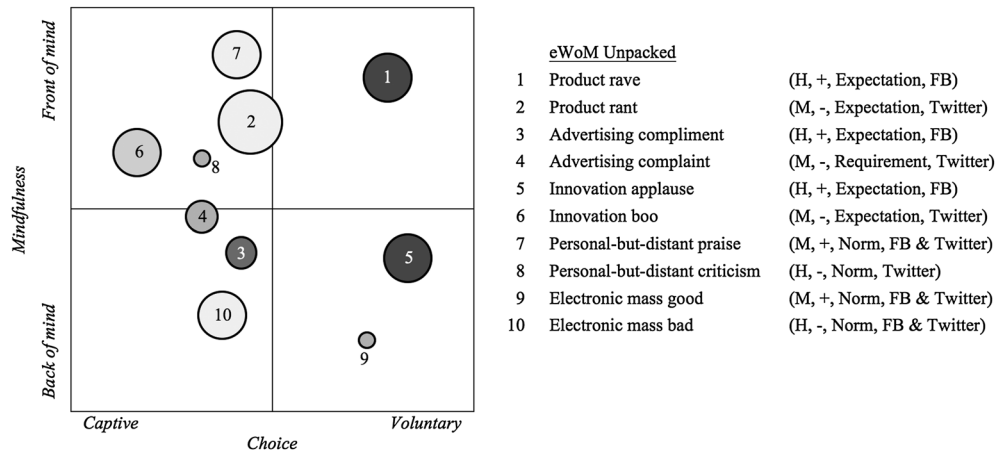 Front of mind
Mindfulness
Back of mind
7
1
2
6
8
4
3
5
10
9
Captive
Voluntary
Choice
eWoM Unpacked
1 Product rave (H, +, Expectation, FB)
2 Product rant (M, -, Expectation, Twitter)
3 Advertising compliment (H, +, Expectation, FB)
4 Advertising complaint (M, -, Requirement, Twitter)
5 Innovation applause (H, +, Expectation, FB)
6 Innovation boo (M, -, Expectation, Twitter)
7 Personal-but-distant praise (M, +, Norm, FB & Twitter)
8 Personal-but-distant criticism (H, -, Norm, Twitter)
9 Electronic mass good (M, +, Norm, FB & Twitter)
10 Electronic mass bad (H, -, Norm, FB & Twitter)